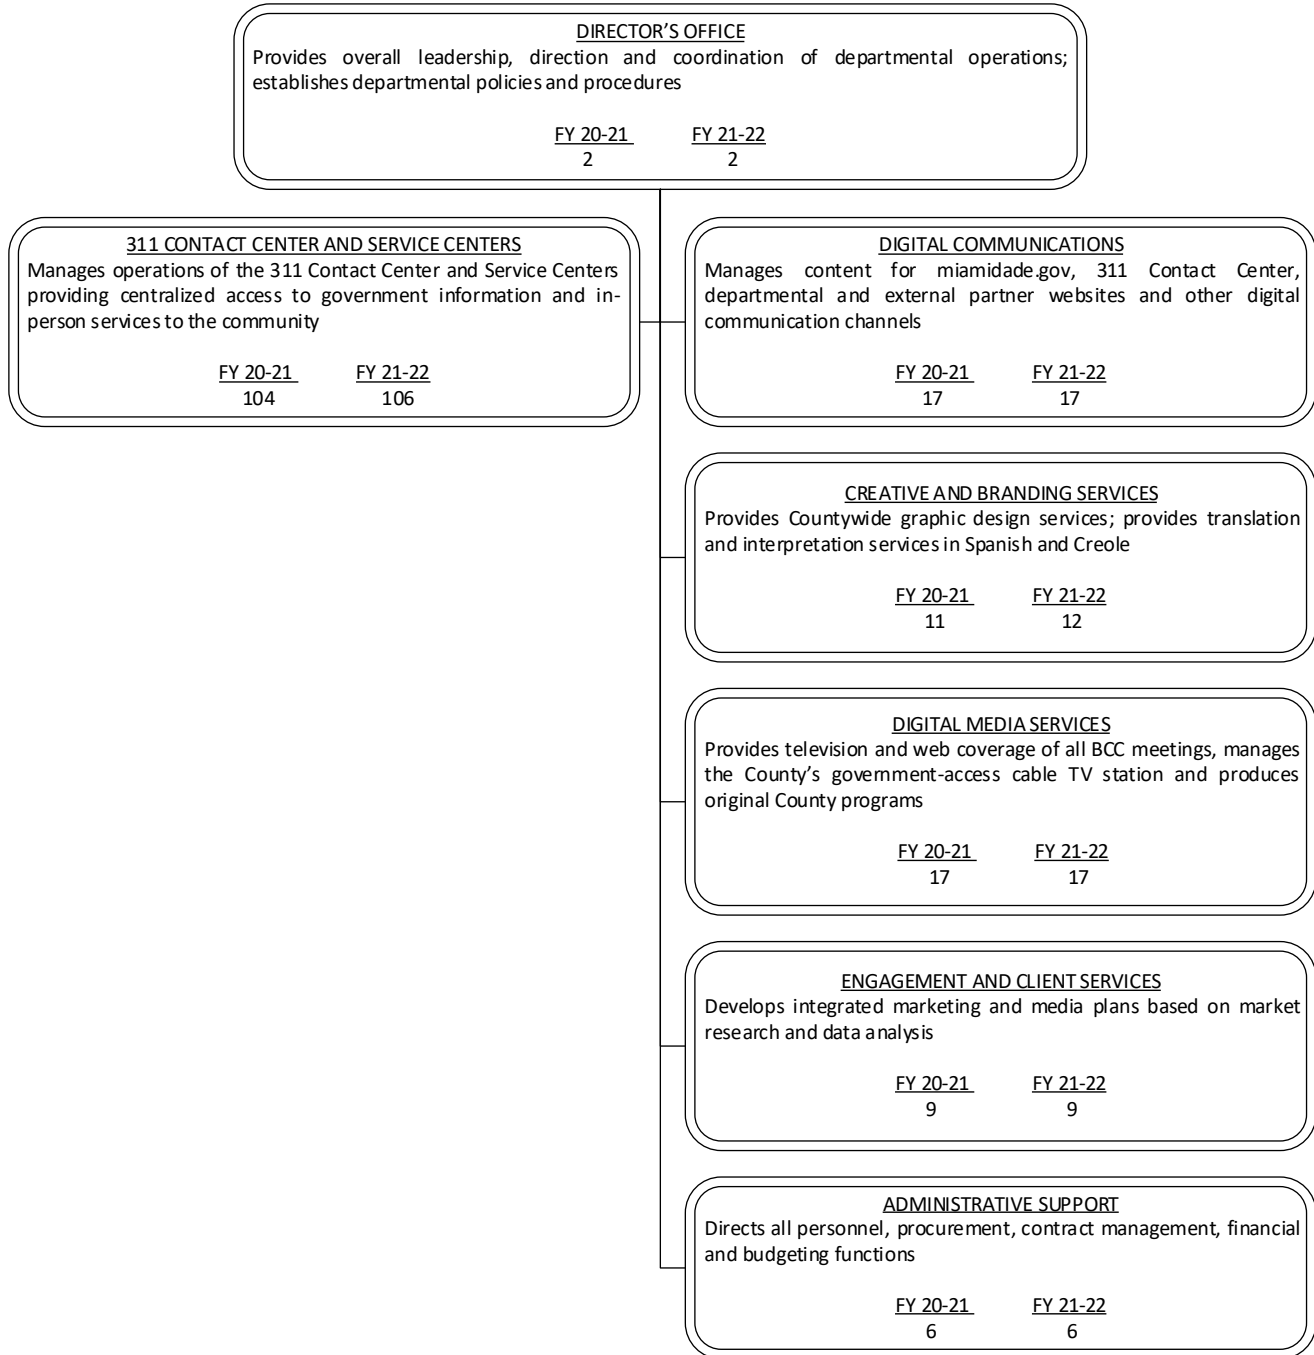 DIRECTOR'S OFFICE
Provides overall leadership, direction and coordination of departmental operations;
establishes departmental policies and procedures
FY 20-21 FY 21-22
2 2
311 CONTACT CENTER AND SERVICE CENTERS
Manages operations of the 311 Contact Center and Service Centers
providing centralized access to government information and in-
person services to the community
FY 20-21 FY 21-22
104 106
DIGITAL COMMUNICATIONS
Manages content for miamidade.gov, 311 Contact Center,
departmental and external partner websites and other digital
communication channels
FY 20-21 FY 21-22
17 17
CREATIVE AND BRANDING SERVICES
Provides Countywide graphic design services; provides translation
and interpretation services in Spanish and Creole
FY 20-21 FY 21-22
11 12
DIGITAL MEDIA SERVICES
Provides television and web coverage of all BCC meetings, manages
the County's government-access cable TV station and produces
original County programs
FY 20-21 FY 21-22
17 17
ENGAGEMENT AND CLIENT SERVICES
Develops integrated marketing and media plans based on market
research and data analysis
FY 20-21 FY 21-22
9 9
ADMINISTRATIVE SUPPORT
Directs all personnel, procurement, contract management, financial
and budgeting functions
FY 20-21 FY 21-22
6 6